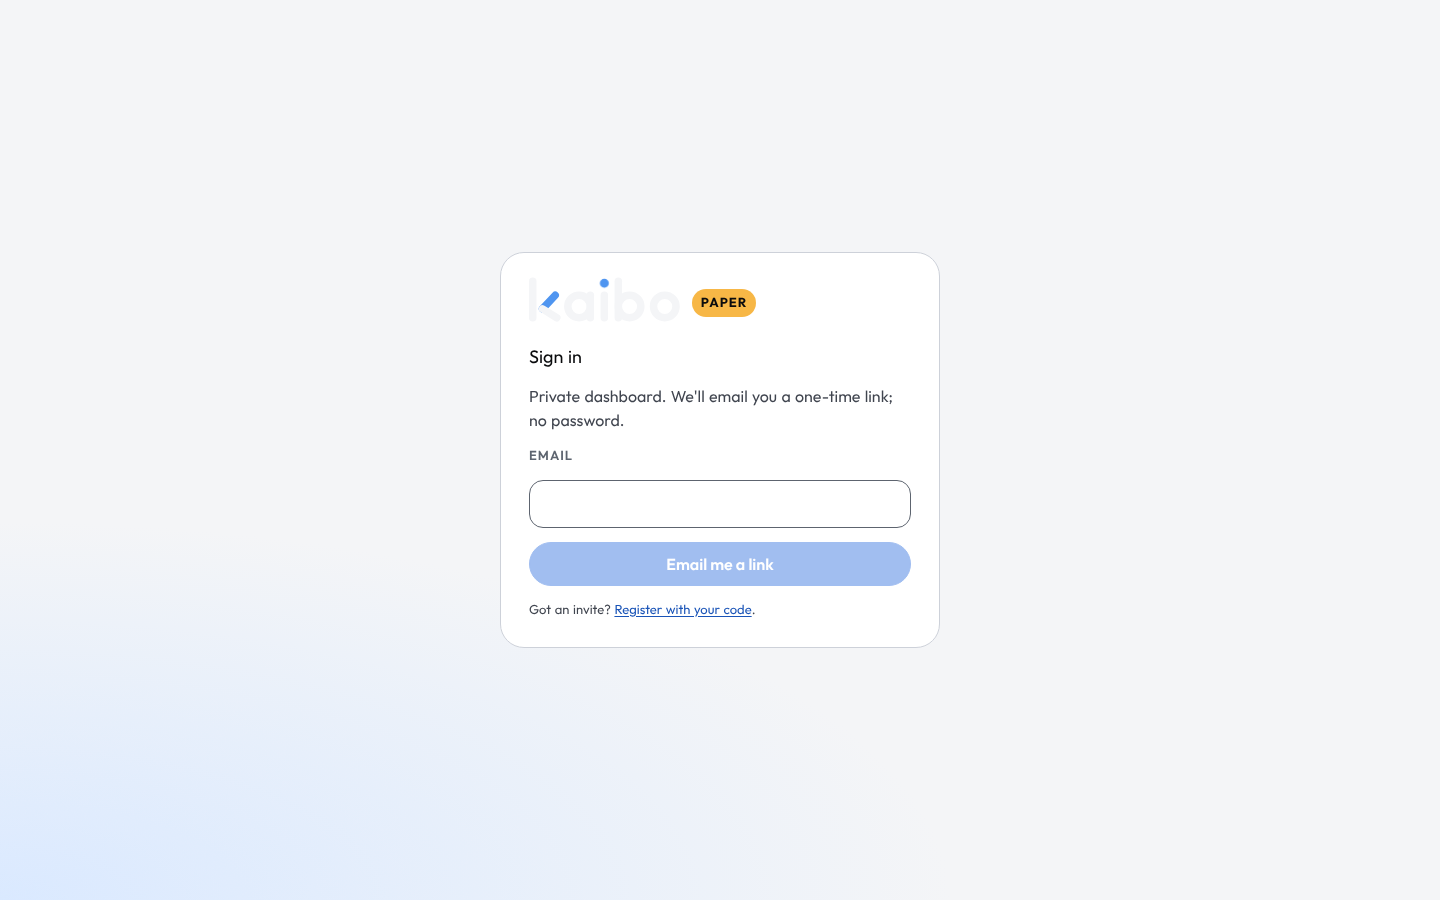 kaibo PAPER
Sign in
Private dashboard. We'll email you a one-time link;
no password.
EMAIL
Email me a link
Got an invite? Register with your code.